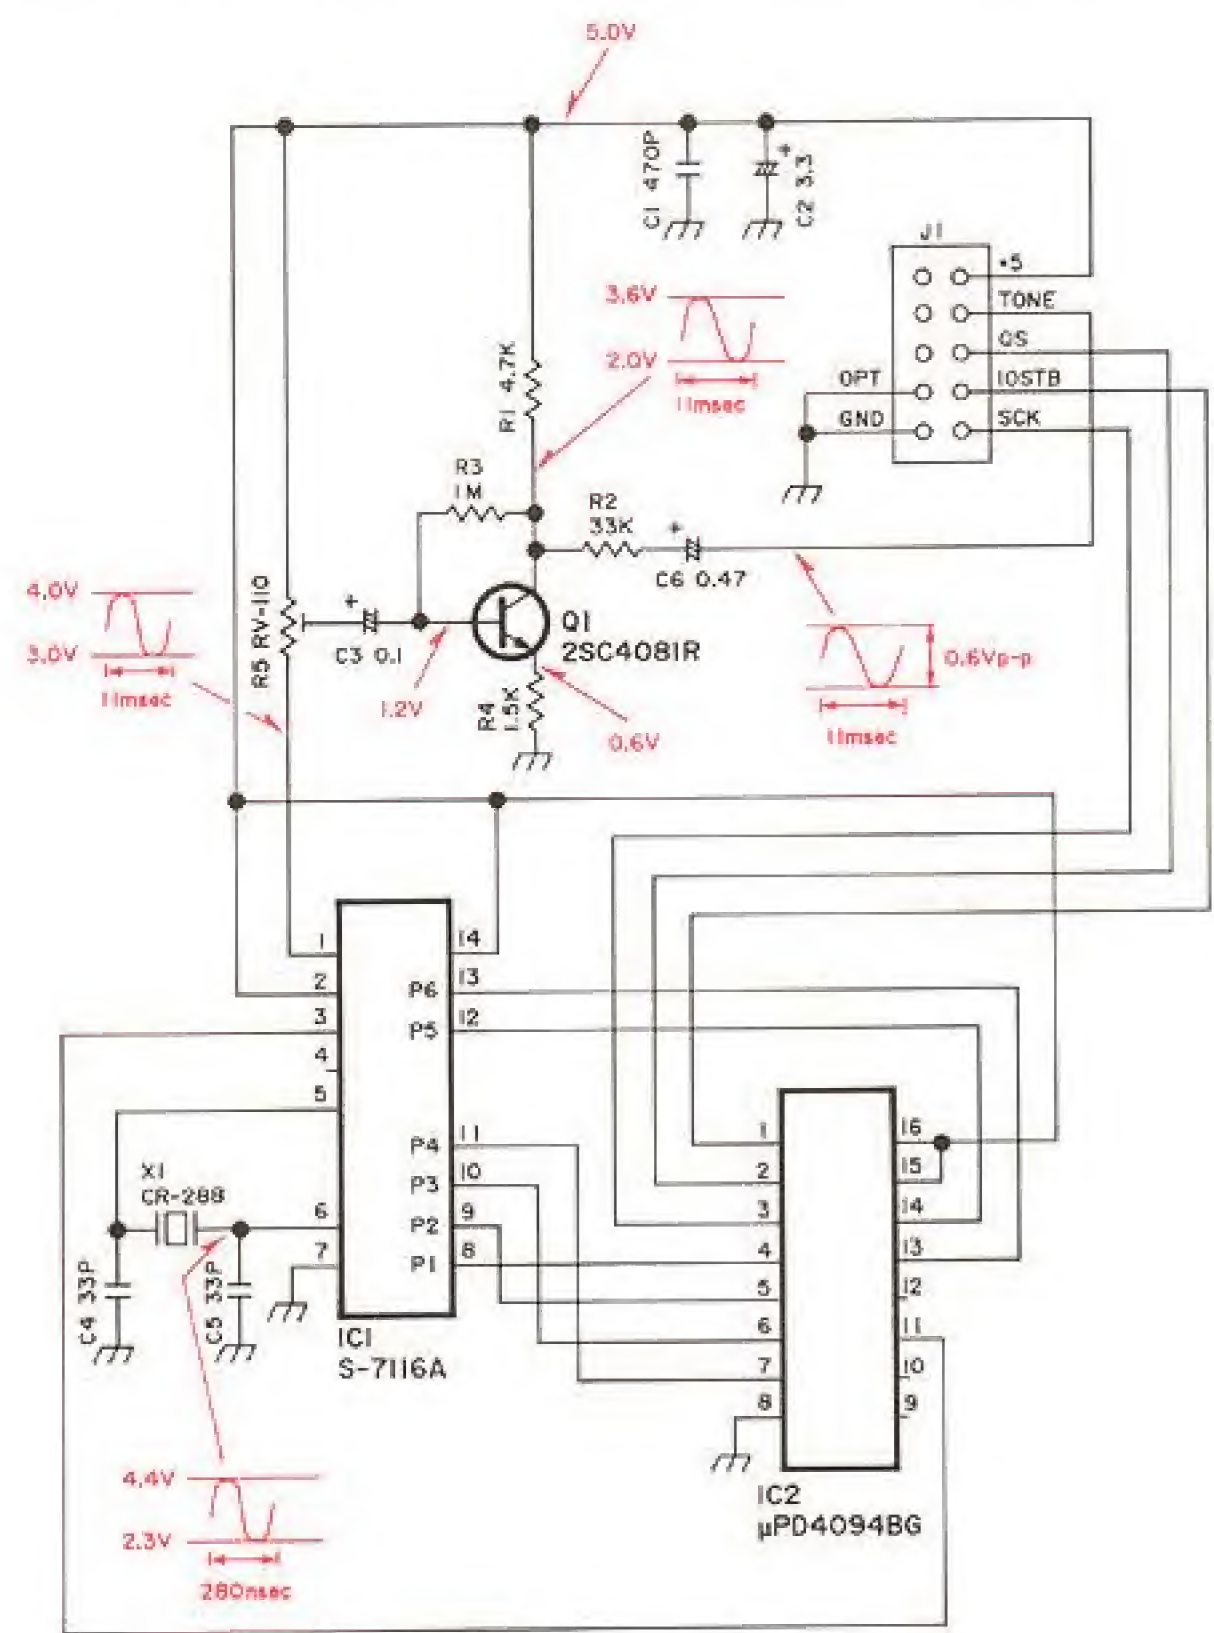 5.0V
C1 470P
+
C2 3.3
J1
+5
TONE
QS
IOSTB
SCK
OPT
GND
3.6V
2.0V
11msec
R1 4.7K
R3
1M
R2
33K
+
C6 0.47
4.0V
3.0V
11msec
R5 RV-110
+
C3 0.1
Q1
2SC4081R
1.2V
R4
1.5K
0.6V
0.6Vp-p
11msec
1
2
3
4
5
6
7
14
P6 13
P5 12
P4 11
P3 10
P2 9
P1 8
IC1
S-7116A
X1
CR-288
C4 33P
C5 33P
4.4V
2.3V
280nsec
1
2
3
4
5
6
7
8
16
15
14
13
12
11
10
9
IC2
μPD4094BG